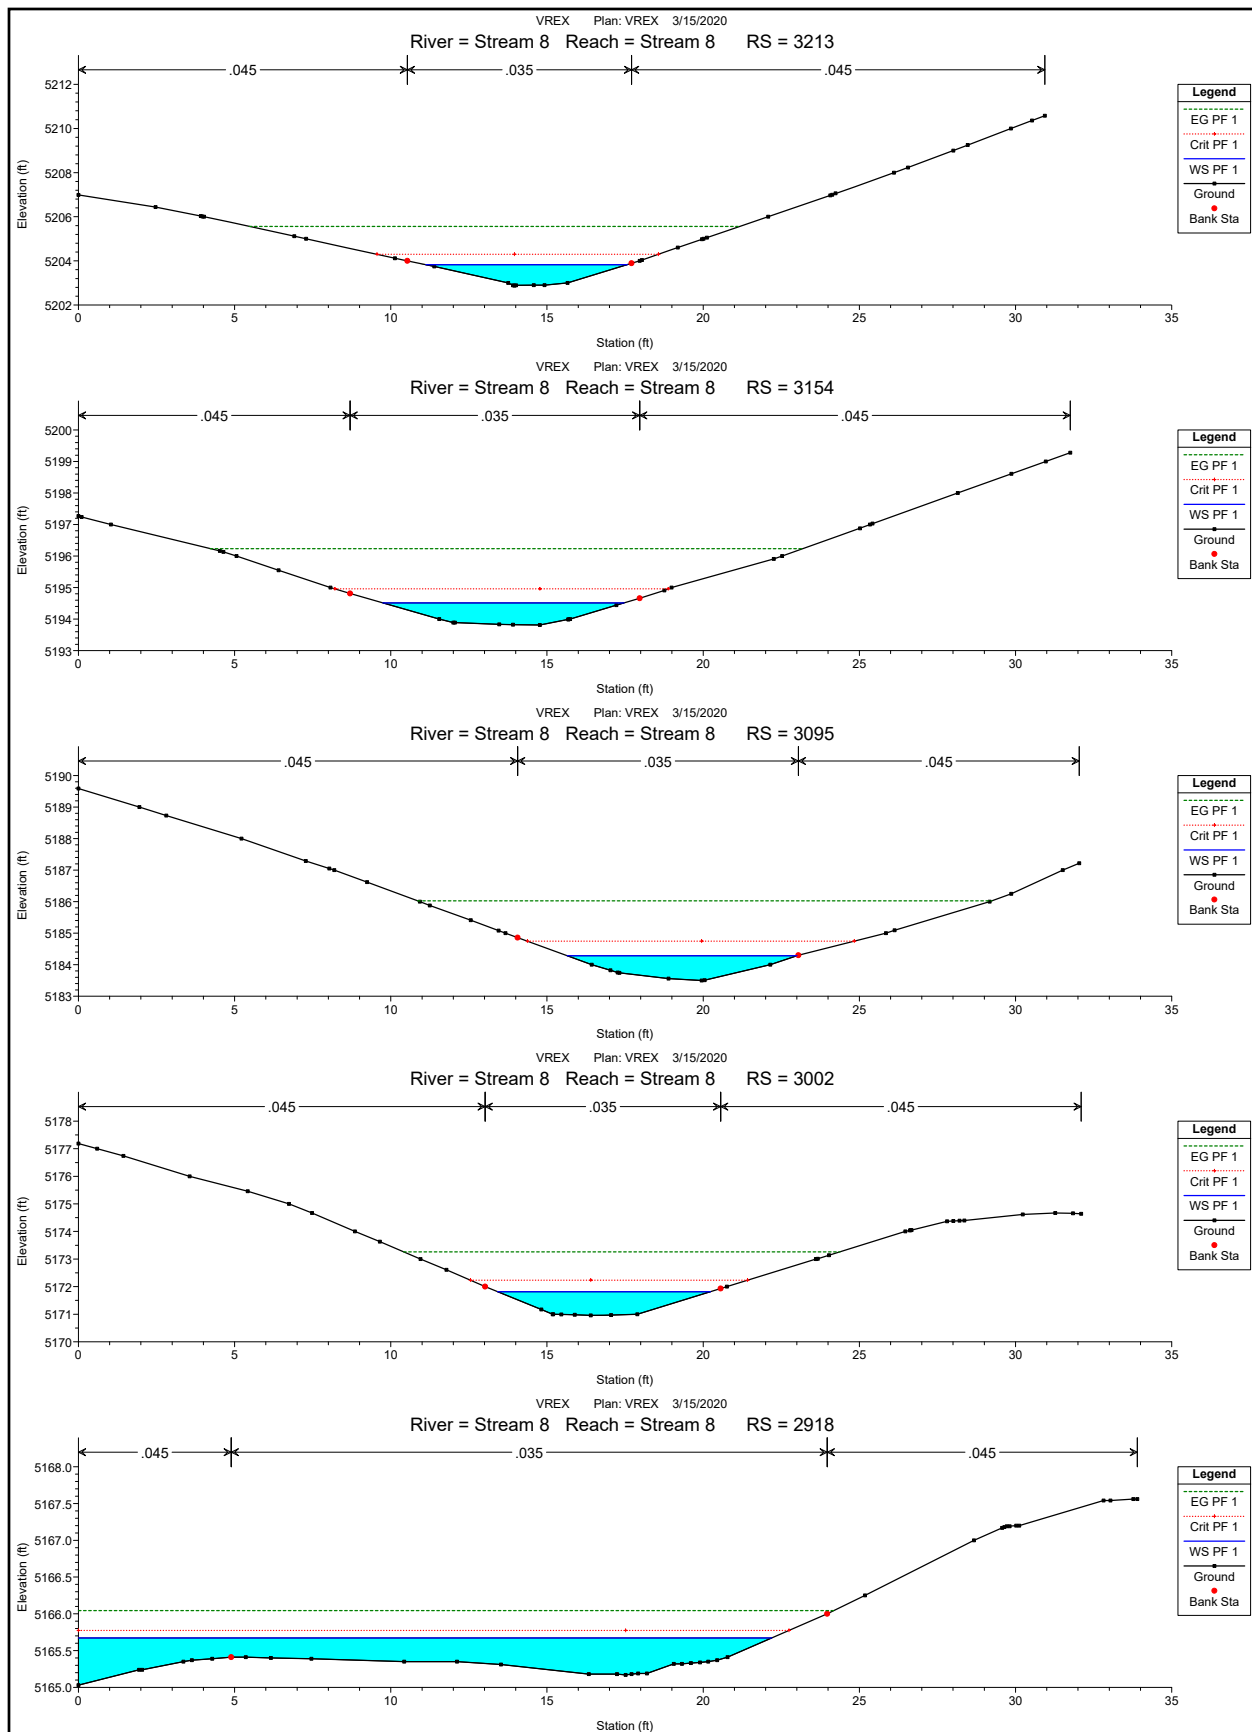 VREX Plan: VREX 3/15/2020
River = Stream 8 Reach = Stream 8 RS = 3213
.045 .035 .045
Legend
EG PF 1
Crit PF 1
WS PF 1
Ground
Bank Sta
Elevation (ft)
5212
5210
5208
5206
5204
5202
0 5 10 15 20 25 30 35
Station (ft)
VREX Plan: VREX 3/15/2020
River = Stream 8 Reach = Stream 8 RS = 3154
.045 .035 .045
Legend
EG PF 1
Crit PF 1
WS PF 1
Ground
Bank Sta
Elevation (ft)
5200
5199
5198
5197
5196
5195
5194
5193
0 5 10 15 20 25 30 35
Station (ft)
VREX Plan: VREX 3/15/2020
River = Stream 8 Reach = Stream 8 RS = 3095
.045 .035 .045
Legend
EG PF 1
Crit PF 1
WS PF 1
Ground
Bank Sta
Elevation (ft)
5190
5189
5188
5187
5186
5185
5184
5183
0 5 10 15 20 25 30 35
Station (ft)
VREX Plan: VREX 3/15/2020
River = Stream 8 Reach = Stream 8 RS = 3002
.045 .035 .045
Legend
EG PF 1
Crit PF 1
WS PF 1
Ground
Bank Sta
Elevation (ft)
5178
5177
5176
5175
5174
5173
5172
5171
5170
0 5 10 15 20 25 30 35
Station (ft)
VREX Plan: VREX 3/15/2020
River = Stream 8 Reach = Stream 8 RS = 2918
.045 .035 .045
Legend
EG PF 1
Crit PF 1
WS PF 1
Ground
Bank Sta
Elevation (ft)
5168.0
5167.5
5167.0
5166.5
5166.0
5165.5
5165.0
0 5 10 15 20 25 30 35
Station (ft)